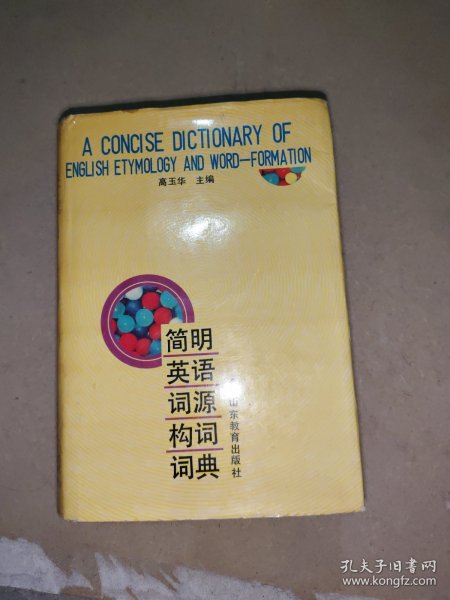 A CONCISE DICTIONARY OF
ENGLISH ETYMOLOGY AND WORD—FORMATION
高玉华 主编
简明
英语
词源
构词
词典
山东教育出版社
孔夫子旧书网
www.kongfz.com